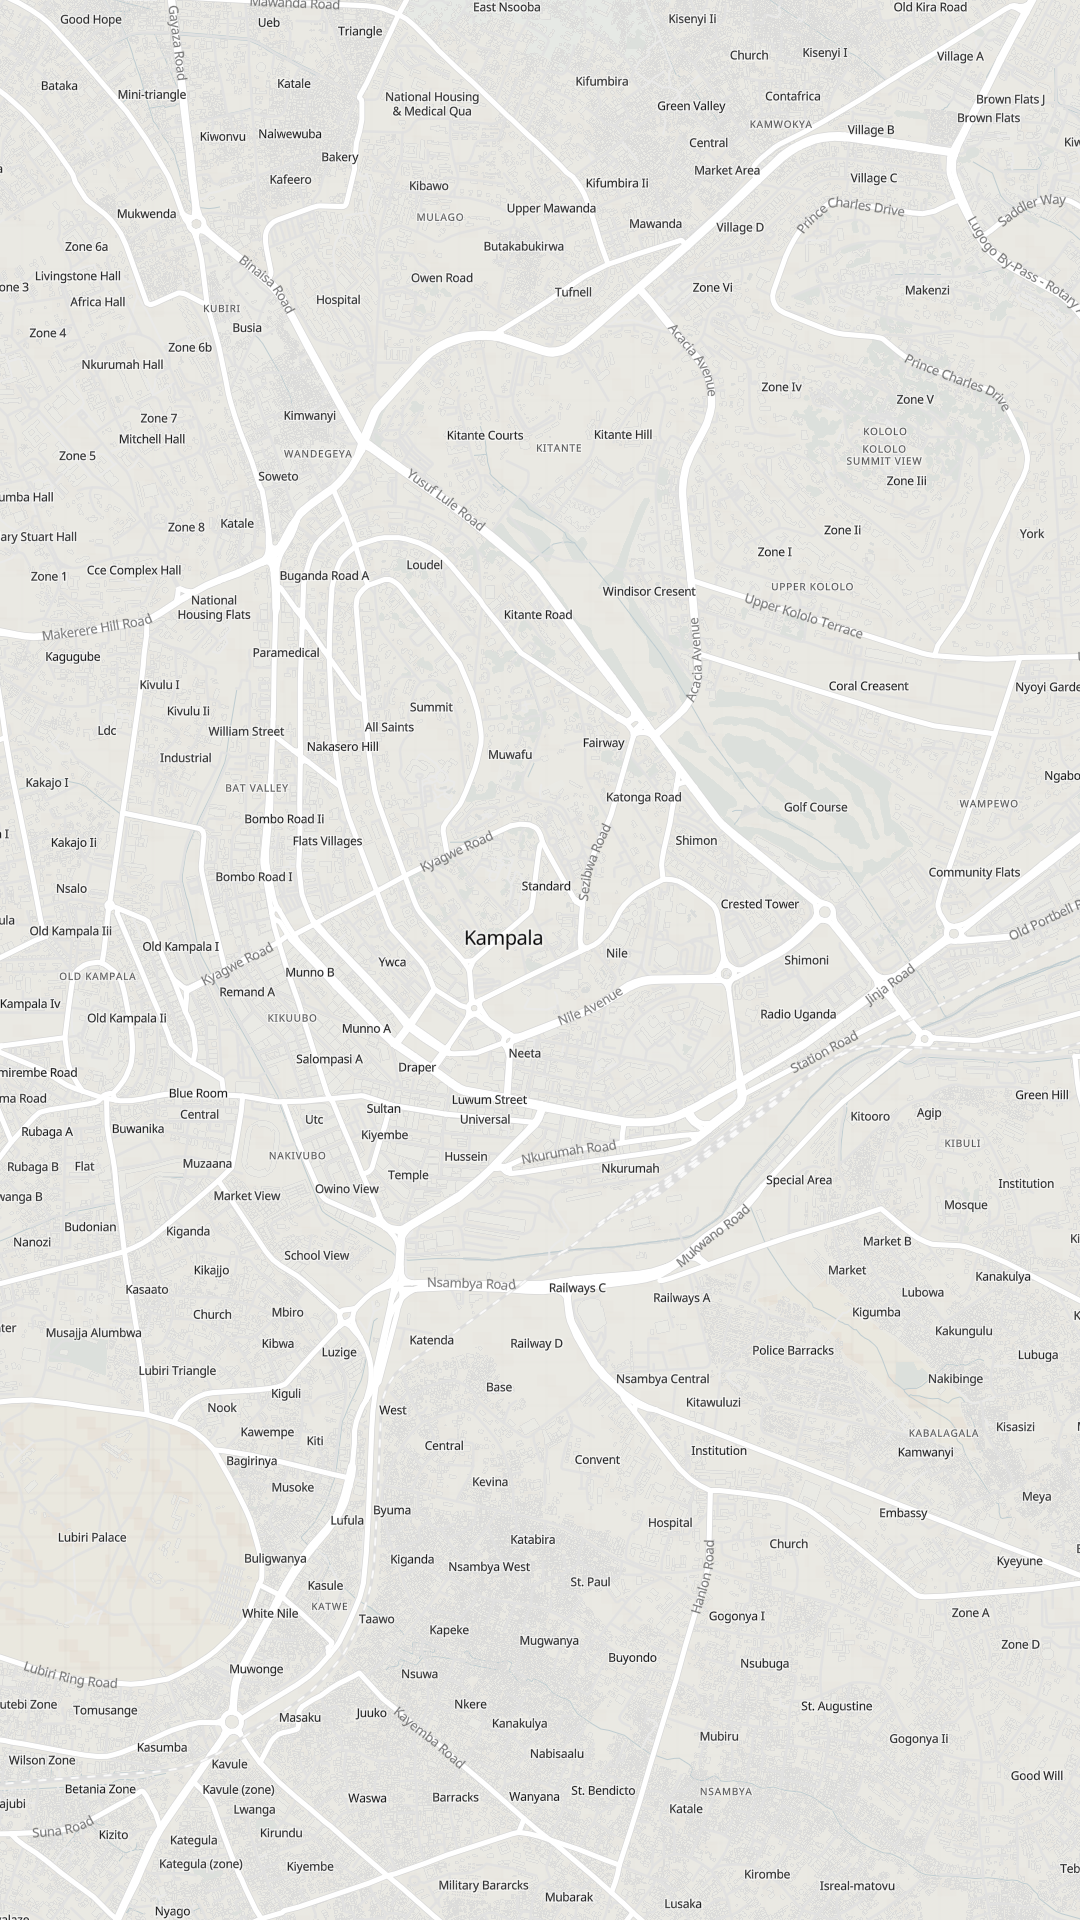 Mawanda Road
East Nsooba
Old Kira Road
Good Hope
Ueb
Kisenyi Ii
Triangle
Gayaza Road
Church
Kisenyi I
Village A
Bataka
Katale
Kifumbira
Mini-triangle
National Housing
& Medical Qua
Contafrica
Green Valley
Brown Flats J
Brown Flats
KAMWOKYA
Village B
Kiwonvu
Nalwewuba
Central
Bakery
Market Area
Kafeero
Kibawo
Kifumbira Ii
Village C
Mukwenda
MULAGO
Upper Mawanda
Prince Charles Drive
Saddler Way
Mawanda
Village D
Lugogo By-Pass - Rotary
Zone 6a
Butakabukirwa
Livingstone Hall
Binaisa Road
Owen Road
one 3
Tufnell
Zone Vi
Makenzi
Africa Hall
Hospital
KUBIRI
Busia
Zone 4
Zone 6b
Acacia Avenue
Nkurumah Hall
Prince Charles Drive
Zone Iv
Zone V
Zone 7
Kimwanyi
Mitchell Hall
Kitante Courts
Kitante Hill
KOLOLO
KITANTE
KOLOLO
SUMMIT VIEW
Zone 5
WANDEGEYA
Soweto
Yusuf Lule Road
Zone Iii
umba Hall
Zone 8
Katale
Zone Ii
York
ary Stuart Hall
Zone I
Loudel
Cce Complex Hall
Zone 1
Buganda Road A
UPPER KOLOLO
Windsor Cresent
National
Housing Flats
Kitante Road
Upper Kololo Terrace
Makerere Hill Road
Acacia Avenue
Paramedical
Kagugube
Kivulu I
Coral Creasent
Nyoyi Garde
Kivulu Ii
Summit
Ldc
William Street
All Saints
Nakasero Hill
Fairway
Industrial
Muwafu
Kakajo I
Ngabo
BAT VALLEY
Katonga Road
Golf Course
WAMPEWO
Bombo Road Ii
Kakajo Ii
Flats Villages
Kyagwe Road
Sezibwa Road
Shimon
Bombo Road I
Community Flats
Nsalo
Standard
Crested Tower
Old Kampala Iii
Kampala
Old Portbell R
Old Kampala I
Kyagwe Road
Nile
Ywca
Shimoni
OLD KAMPALA
Munno B
Jinja Road
Remand A
Nile Avenue
Kampala Iv
Old Kampala Ii
KIKUUBO
Radio Uganda
Munno A
Station Road
Salompasi A
Neeta
Draper
mirembe Road
ma Road
Blue Room
Luwum Street
Green Hill
Central
Sultan
Utc
Universal
Kitooro
Agip
Rubaga A
Buwanika
Kiyembe
KIBULI
Nkurumah Road
NAKIVUBO
Hussein
Rubaga B
Flat
Muzaana
Temple
Nkurumah
Special Area
Institution
wanga B
Market View
Owino View
Mosque
Budonian
Kiganda
Mukwano Road
Nanozi
School View
Market B
Kikajjo
Market
Kanakulya
Kasaato
Nsambya Road
Railways C
Lubowa
Railways A
Church
Mbiro
Kigumba
Musajja Alumbwa
Kibwa
Katenda
Railway D
Kakungulu
Luzige
Police Barracks
Lubuga
Lubiri Triangle
Nsambya Central
Nakibinge
Kiguli
Base
Nook
West
Kitawuluzi
Kawempe
Kiti
Kisasizi
KABALAGALA
Central
Institution
Kamwanyi
Bagirinya
Convent
Musoke
Kevina
Meya
Byuma
Lufula
Hospital
Embassy
Lubiri Palace
Katabira
Church
Buligwanya
Kiganda
Nsambya West
Kyeyune
Kasule
St. Paul
Hanlon Road
White Nile
KATWE
Taawo
Gogonya I
Zone A
Kapeke
Mugwanya
Zone D
Buyondo
Nsubuga
Muwonge
Nsuwa
Lubiri Ring Road
utebi Zone
Tomusange
Nkere
St. Augustine
Masaku
Juuko
Kayemba Road
Kanakulya
Mubiru
Gogonya Ii
Kasumba
Nabisaalu
Wilson Zone
Kavule
Good Will
Betania Zone
Kavule (zone)
St. Bendicto
NSAMBYA
ajubi
Waswa
Barracks
Wanyana
Lwanga
Katale
Suna Road
Kizito
Kirundu
Kategula
Kategula (zone)
Kiyembe
Teb
Kirombe
Military Bararcks
Isreal-matovu
Mubarak
Lusaka
Nyago